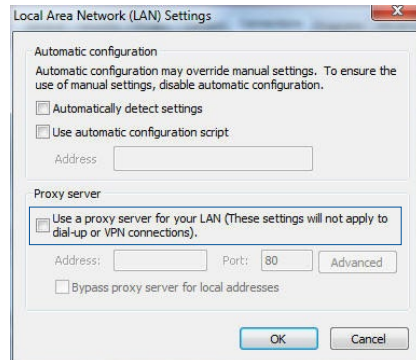 Local Area Network (LAN) Settings
Automatic configuration
Automatic configuration may override manual settings. To ensure the
use of manual settings, disable automatic configuration.
Automatically detect settings
Use automatic configuration script
Address
Proxy server
Use a proxy server for your LAN (These settings will not apply to
dial-up or VPN connections).
Address: Port: 80 Advanced
Bypass proxy server for local addresses
OK Cancel